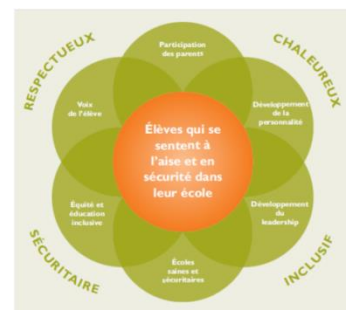 RESPECTUEUX
CHALEUREUX
Participation
des parents
Voix
de l'élève
Développement
de la
personnalité
Élèves qui se
sentent à
l'aise et en
sécurité dans
leur école
Équité et
éducation
inclusive
Développement
du
leadership
Écoles
saines et
sécuritaires
SÉCURITAIRE
INCLUSIF